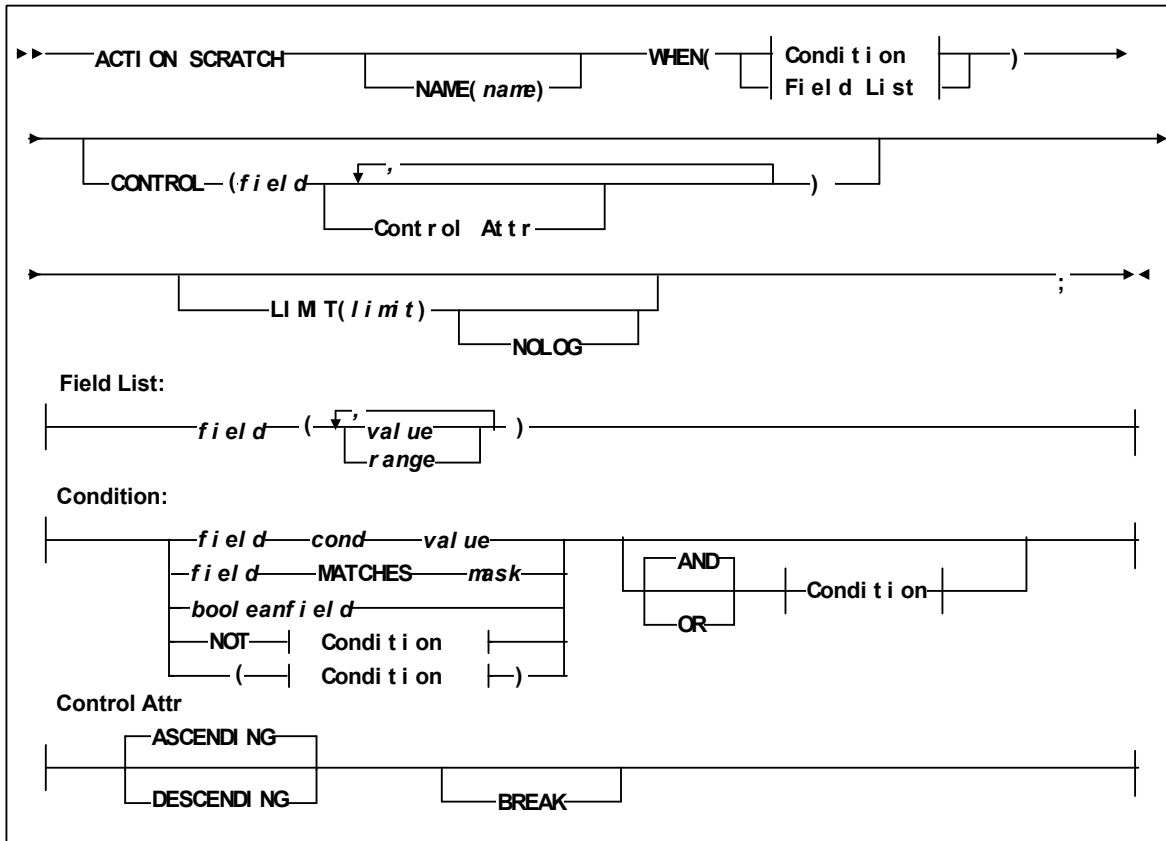 ACTION SCRATCH WHEN( Condition )
NAME(name) Field List
,
CONTROL (field )
Control Attr
;
LIMIT(limit)
NOLOG
Field List:
,
field ( value )
range
Condition:
field cond value
AND
field MATCHES mask
booleanfield Condition
OR
NOT Condition
( Condition )
Control Attr
ASCENDING
DESCENDING BREAK